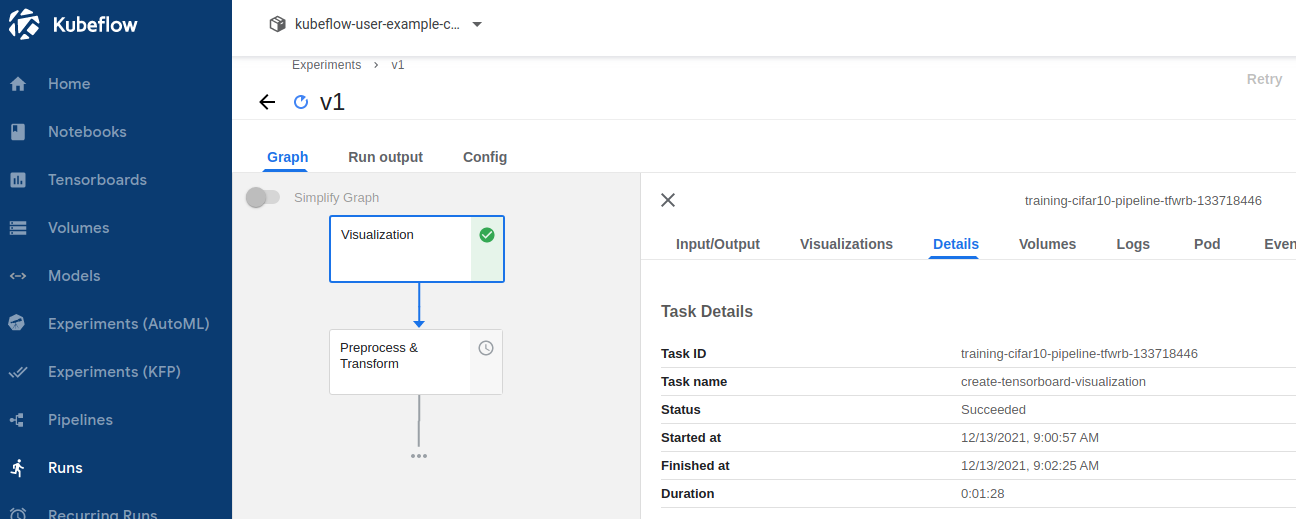 Kubeflow
kubeflow-user-example-c...
Experiments > v1
Retry
v1
Graph Run output Config
Simplify Graph
Visualization
Preprocess &
Transform
training-cifar10-pipeline-tfwrb-133718446
Input/Output Visualizations Details Volumes Logs Pod Even
Task Details
Task ID training-cifar10-pipeline-tfwrb-133718446
Task name create-tensorboard-visualization
Status Succeeded
Started at 12/13/2021, 9:00:57 AM
Finished at 12/13/2021, 9:02:25 AM
Duration 0:01:28
Home
Notebooks
Tensorboards
Volumes
Models
Experiments (AutoML)
Experiments (KFP)
Pipelines
Runs
Recurring Runs